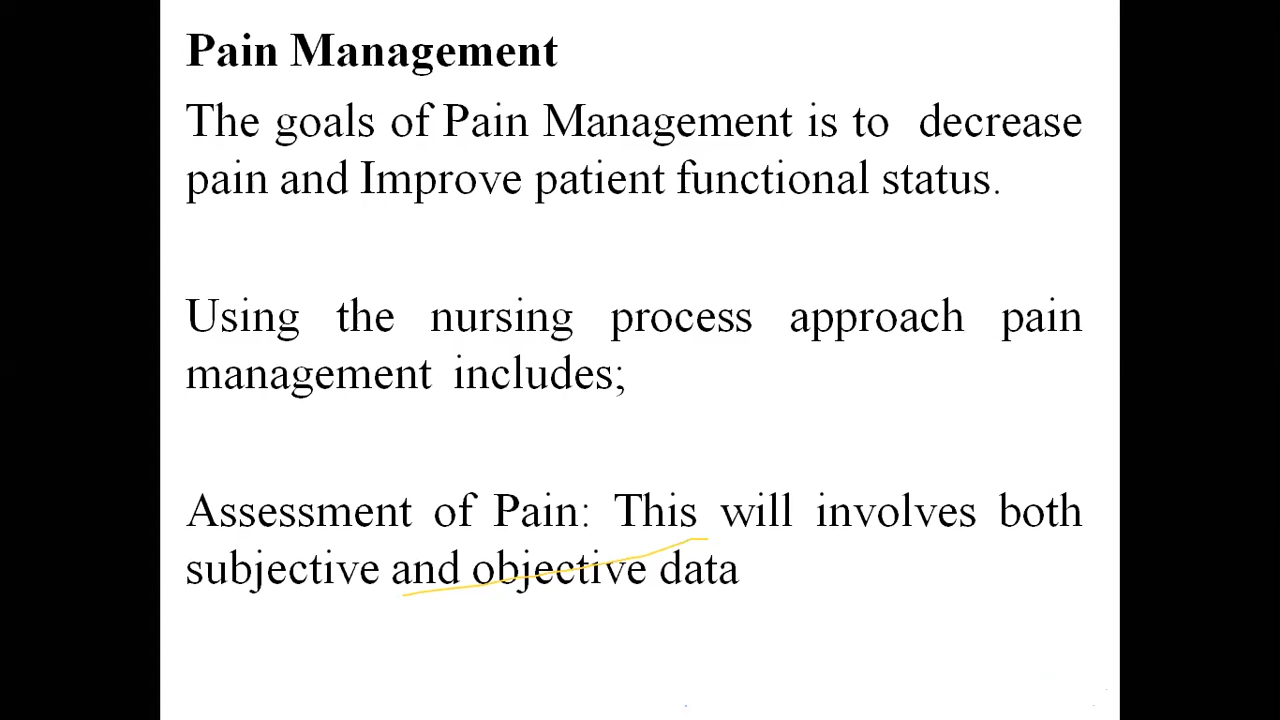 Pain Management
The goals of Pain Management is to decrease
pain and Improve patient functional status.
Using the nursing process approach pain
management includes;
Assessment of Pain: This will involves both
subjective and objective data